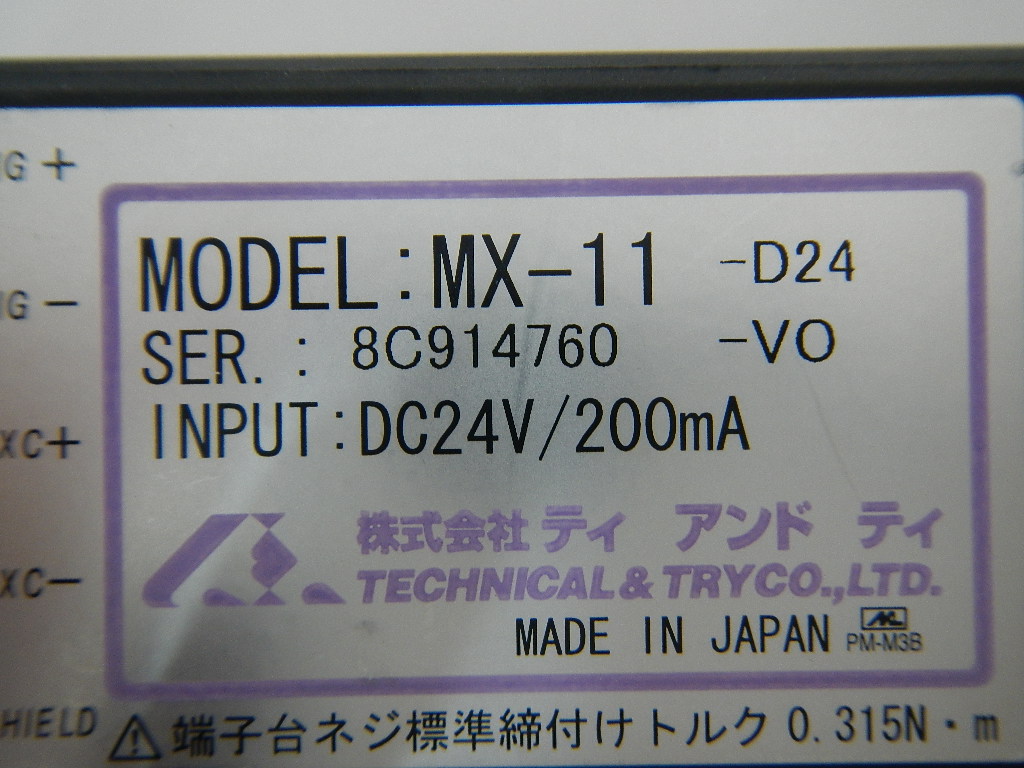 IG +
MODEL:MX-11 -D24
IG -
SER. : 8C914760 -VO
INPUT:DC24V/200mA
XC+
株式会社 ティ アンド ティ
XC-
TECHNICAL & TRY CO.,LTD.
MADE IN JAPAN PM-M3B
HIELD ⚠ 端子台ネジ標準締付けトルク 0.315N・m